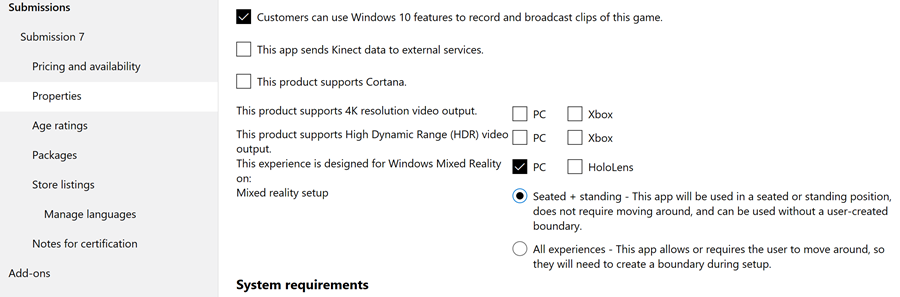 Submissions
Submission 7
Pricing and availability
Properties
Age ratings
Packages
Store listings
Manage languages
Notes for certification
Add-ons
Customers can use Windows 10 features to record and broadcast clips of this game.
This app sends Kinect data to external services.
This product supports Cortana.
This product supports 4K resolution video output.
PC
Xbox
This product supports High Dynamic Range (HDR) video
output.
PC
Xbox
This experience is designed for Windows Mixed Reality
on:
PC
HoloLens
Mixed reality setup
Seated + standing - This app will be used in a seated or standing position,
does not require moving around, and can be used without a user-created
boundary.
All experiences - This app allows or requires the user to move around, so
they will need to create a boundary during setup.
System requirements